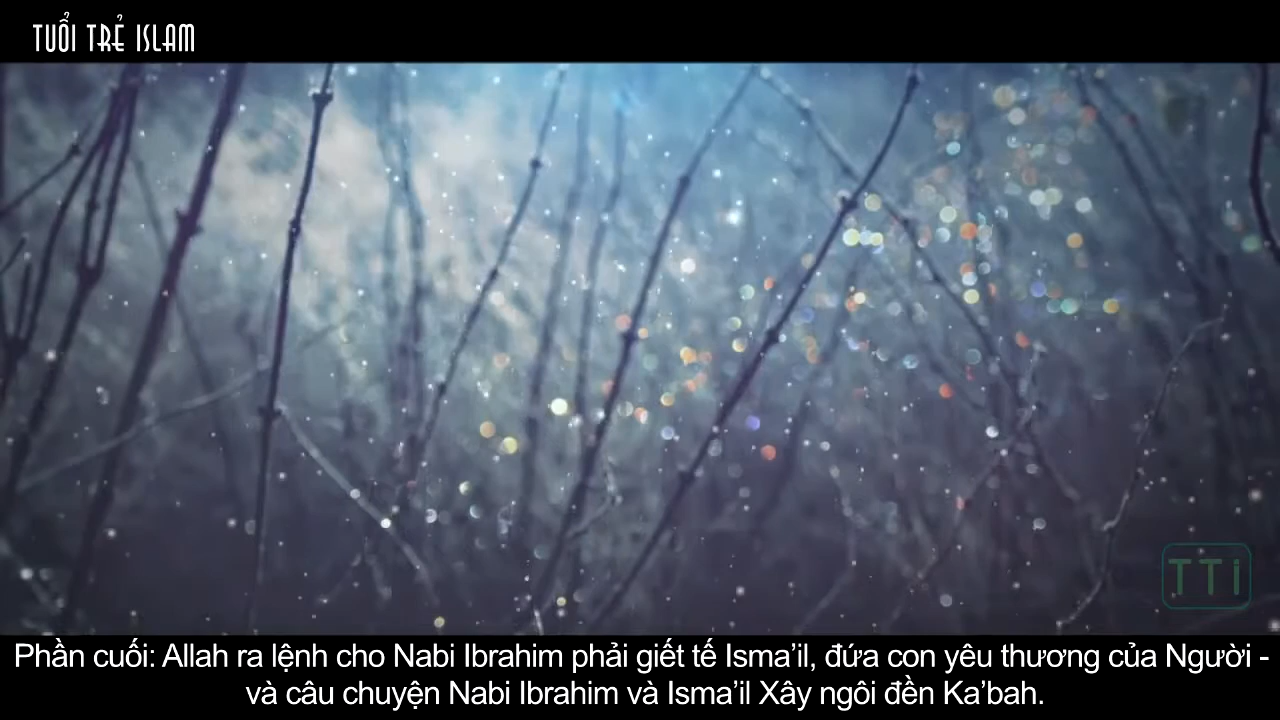 TUỔI TRẺ ISLAM
TTi
Phần cuối: Allah ra lệnh cho Nabi Ibrahim phải giết tế Isma’il, đứa con yêu thương của Người -
và câu chuyện Nabi Ibrahim và Isma’il Xây ngôi đền Ka’bah.